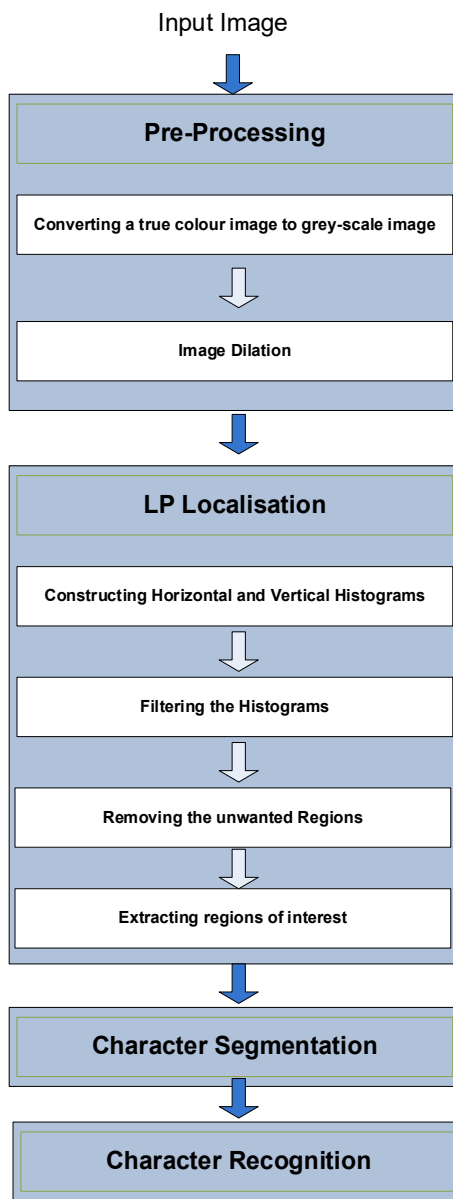 Input Image
Pre-Processing
Converting a true colour image to grey-scale image
Image Dilation
LP Localisation
Constructing Horizontal and Vertical Histograms
Filtering the Histograms
Removing the unwanted Regions
Extracting regions of interest
Character Segmentation
Character Recognition